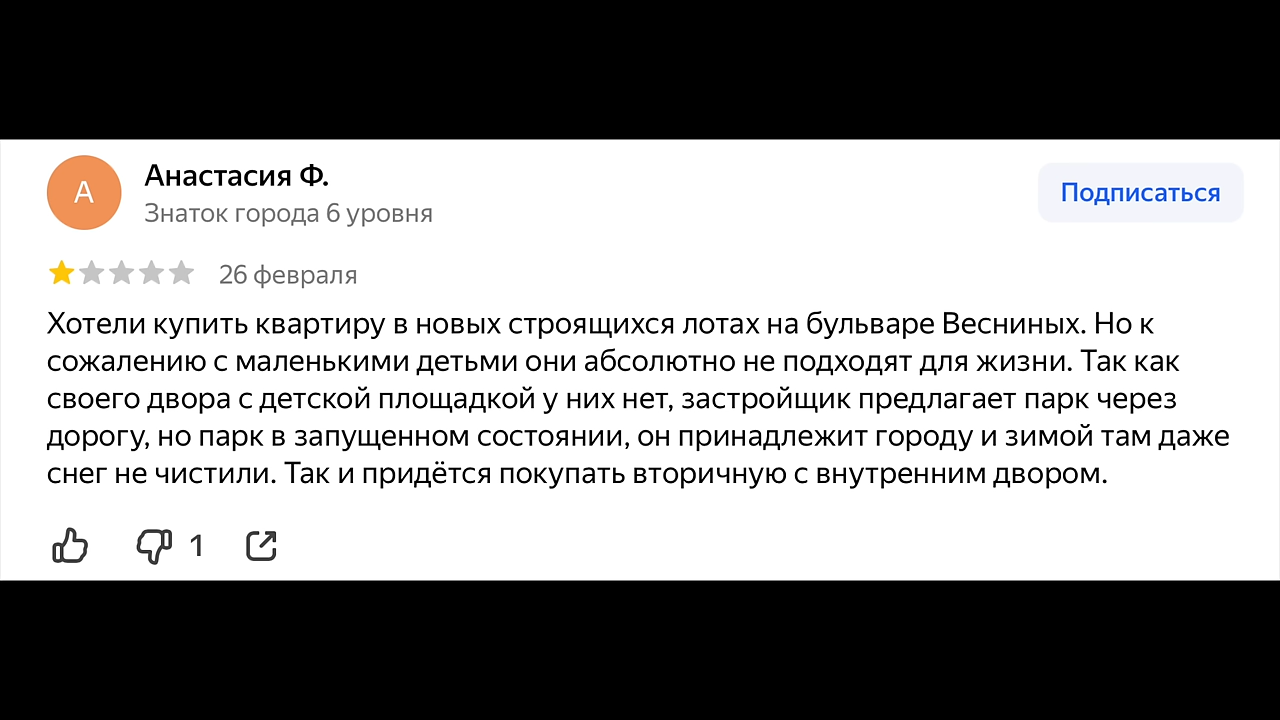 А
Анастасия Ф.
Знаток города 6 уровня
Подписаться
26 февраля
Хотели купить квартиру в новых строящихся лотах на бульваре Весниных. Но к
сожалению с маленькими детьми они абсолютно не подходят для жизни. Так как
своего двора с детской площадкой у них нет, застройщик предлагает парк через
дорогу, но парк в запущенном состоянии, он принадлежит городу и зимой там даже
снег не чистили. Так и придётся покупать вторичную с внутренним двором.
1